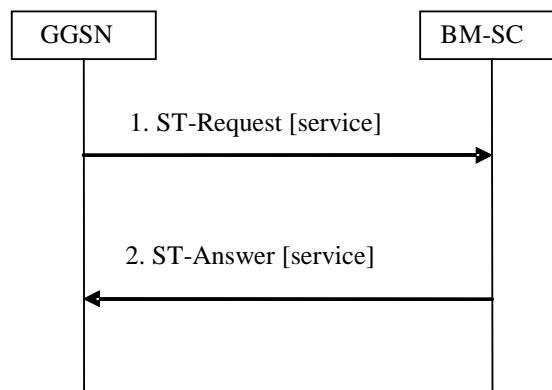 GGSN
BM-SC
1. ST-Request [service]
2. ST-Answer [service]